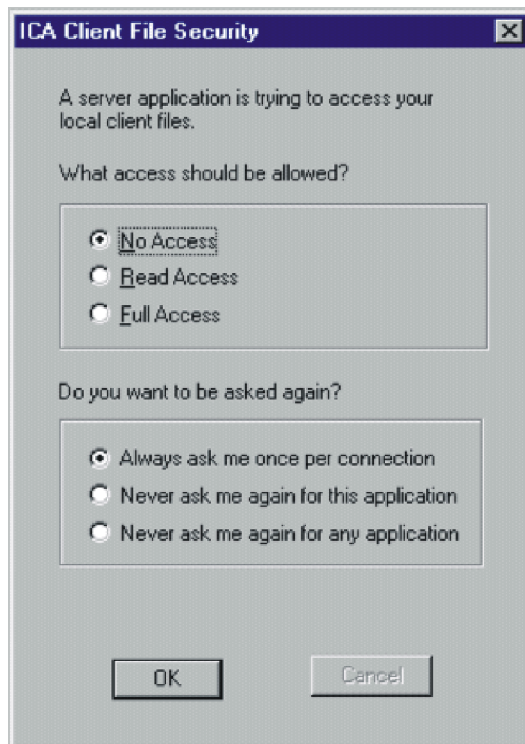 ICA Client File Security
A server application is trying to access your
local client files.
What access should be allowed?
No Access
Read Access
Full Access
Do you want to be asked again?
Always ask me once per connection
Never ask me again for this application
Never ask me again for any application
OK
Cancel